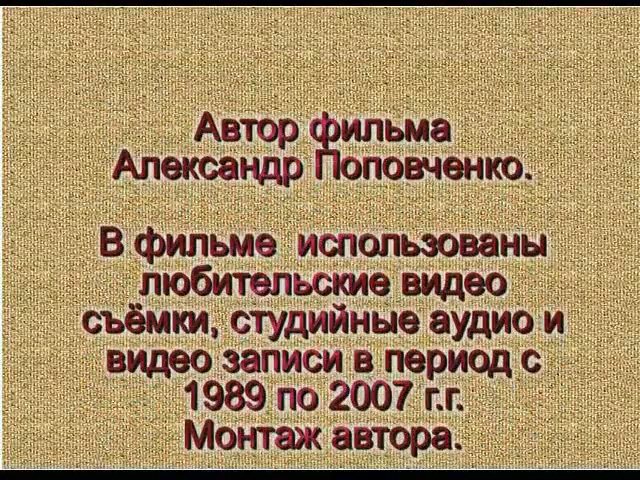 Автор фильма
Александр Поповченко.
В фильме использованы
любительские видео
съёмки, студийные аудио и
видео записи в период с
1989 по 2007 г.г.
Монтаж автора.